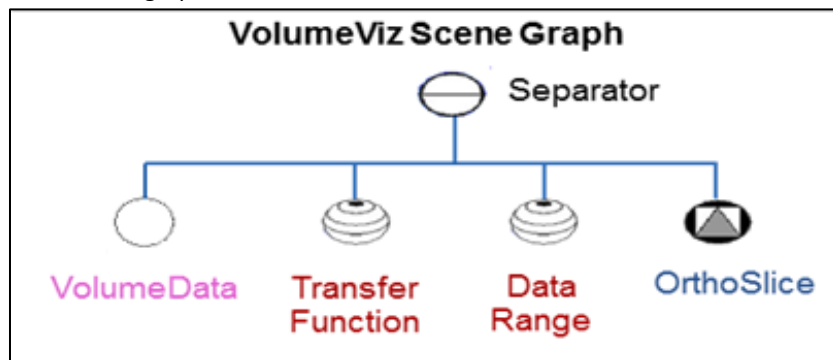 VolumeViz Scene Graph
Separator
VolumeData
Transfer
Function
Data
Range
OrthoSlice